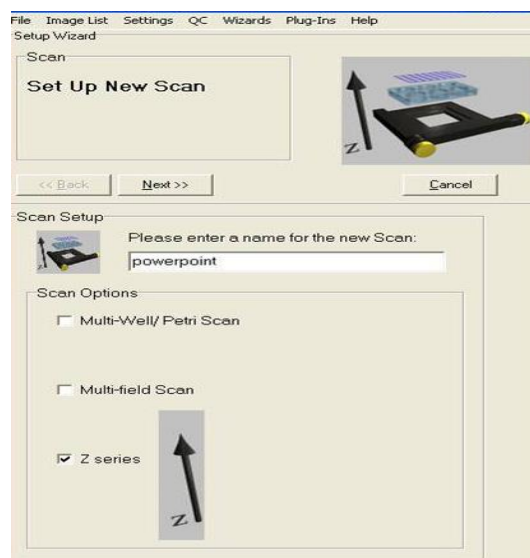 File Image List Settings QC Wizards Plug-Ins Help
Setup Wizard
Scan
Set Up New Scan
Z
<< Back Next >> Cancel
Scan Setup
Please enter a name for the new Scan:
powerpoint
Scan Options
Multi-Well/ Petri Scan
Multi-field Scan
Z series
Z